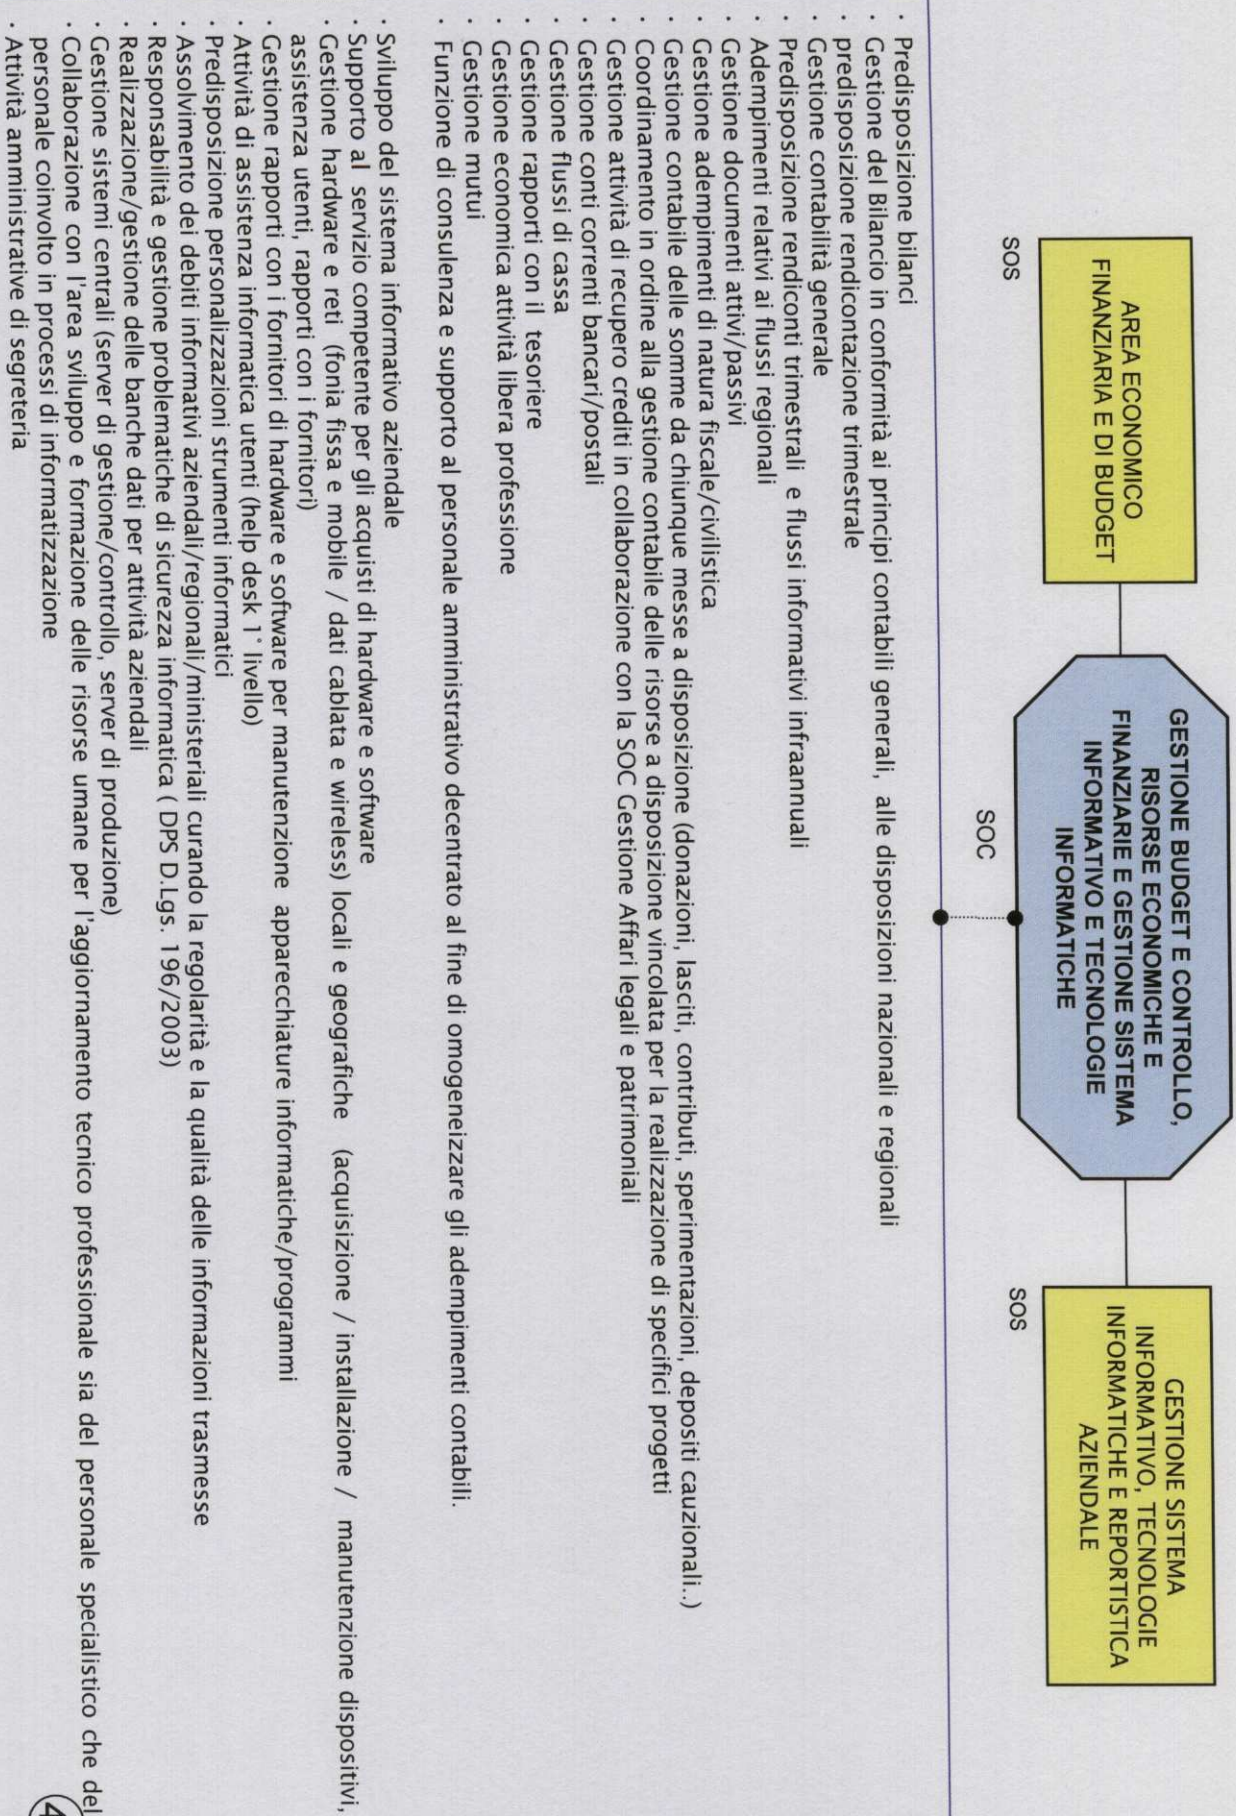 AREA ECONOMICO
FINANZIARIA E DI BUDGET
SOS
GESTIONE BUDGET E CONTROLLO,
RISORSE ECONOMICHE E
FINANZIARIE E GESTIONE SISTEMA
INFORMATIVO E TECNOLOGIE
INFORMATICHE
SOC
GESTIONE SISTEMA
INFORMATIVO, TECNOLOGIE
INFORMATICHE E REPORTISTICA
AZIENDALE
SOS
· Predisposizione bilanci
· Gestione del Bilancio in conformità ai principi contabili generali, alle disposizioni nazionali e regionali
· predisposizione rendicontazione trimestrale
· Gestione contabilità generale
· Predisposizione rendiconti trimestrali e flussi informativi infraannuali
· Adempimenti relativi ai flussi regionali
· Gestione documenti attivi/passivi
· Gestione adempimenti di natura fiscale/civilistica
· Gestione contabile delle somme da chiunque messe a disposizione (donazioni, lasciti, contributi, sperimentazioni, depositi cauzionali..)
· Coordinamento in ordine alla gestione contabile delle risorse a disposizione vincolata per la realizzazione di specifici progetti
· Gestione attività di recupero crediti in collaborazione con la SOC Gestione Affari legali e patrimoniali
· Gestione conti correnti bancari/postali
· Gestione flussi di cassa
· Gestione rapporti con il tesoriere
· Gestione economica attività libera professione
· Gestione mutui
· Funzione di consulenza e supporto al personale amministrativo decentrato al fine di omogeneizzare gli adempimenti contabili.
· Sviluppo del sistema informativo aziendale
· Supporto al servizio competente per gli acquisti di hardware e software
· Gestione hardware e reti (fonia fissa e mobile / dati cablata e wireless) locali e geografiche (acquisizione / installazione / manutenzione dispositivi,
assistenza utenti, rapporti con i fornitori)
· Gestione rapporti con i fornitori di hardware e software per manutenzione apparecchiature informatiche/programmi
· Attività di assistenza informatica utenti (help desk 1° livello)
· Predisposizione personalizzazioni strumenti informatici
· Assolvimento dei debiti informativi aziendali/regionali/ministeriali curando la regolarità e la qualità delle informazioni trasmesse
· Responsabilità e gestione problematiche di sicurezza informatica ( DPS D.Lgs. 196/2003)
· Realizzazione/gestione delle banche dati per attività aziendali
· Gestione sistemi centrali (server di gestione/controllo, server di produzione)
· Collaborazione con l'area sviluppo e formazione delle risorse umane per l'aggiornamento tecnico professionale sia del personale specialistico che del
personale coinvolto in processi di informatizzazione
· Attività amministrative di segreteria